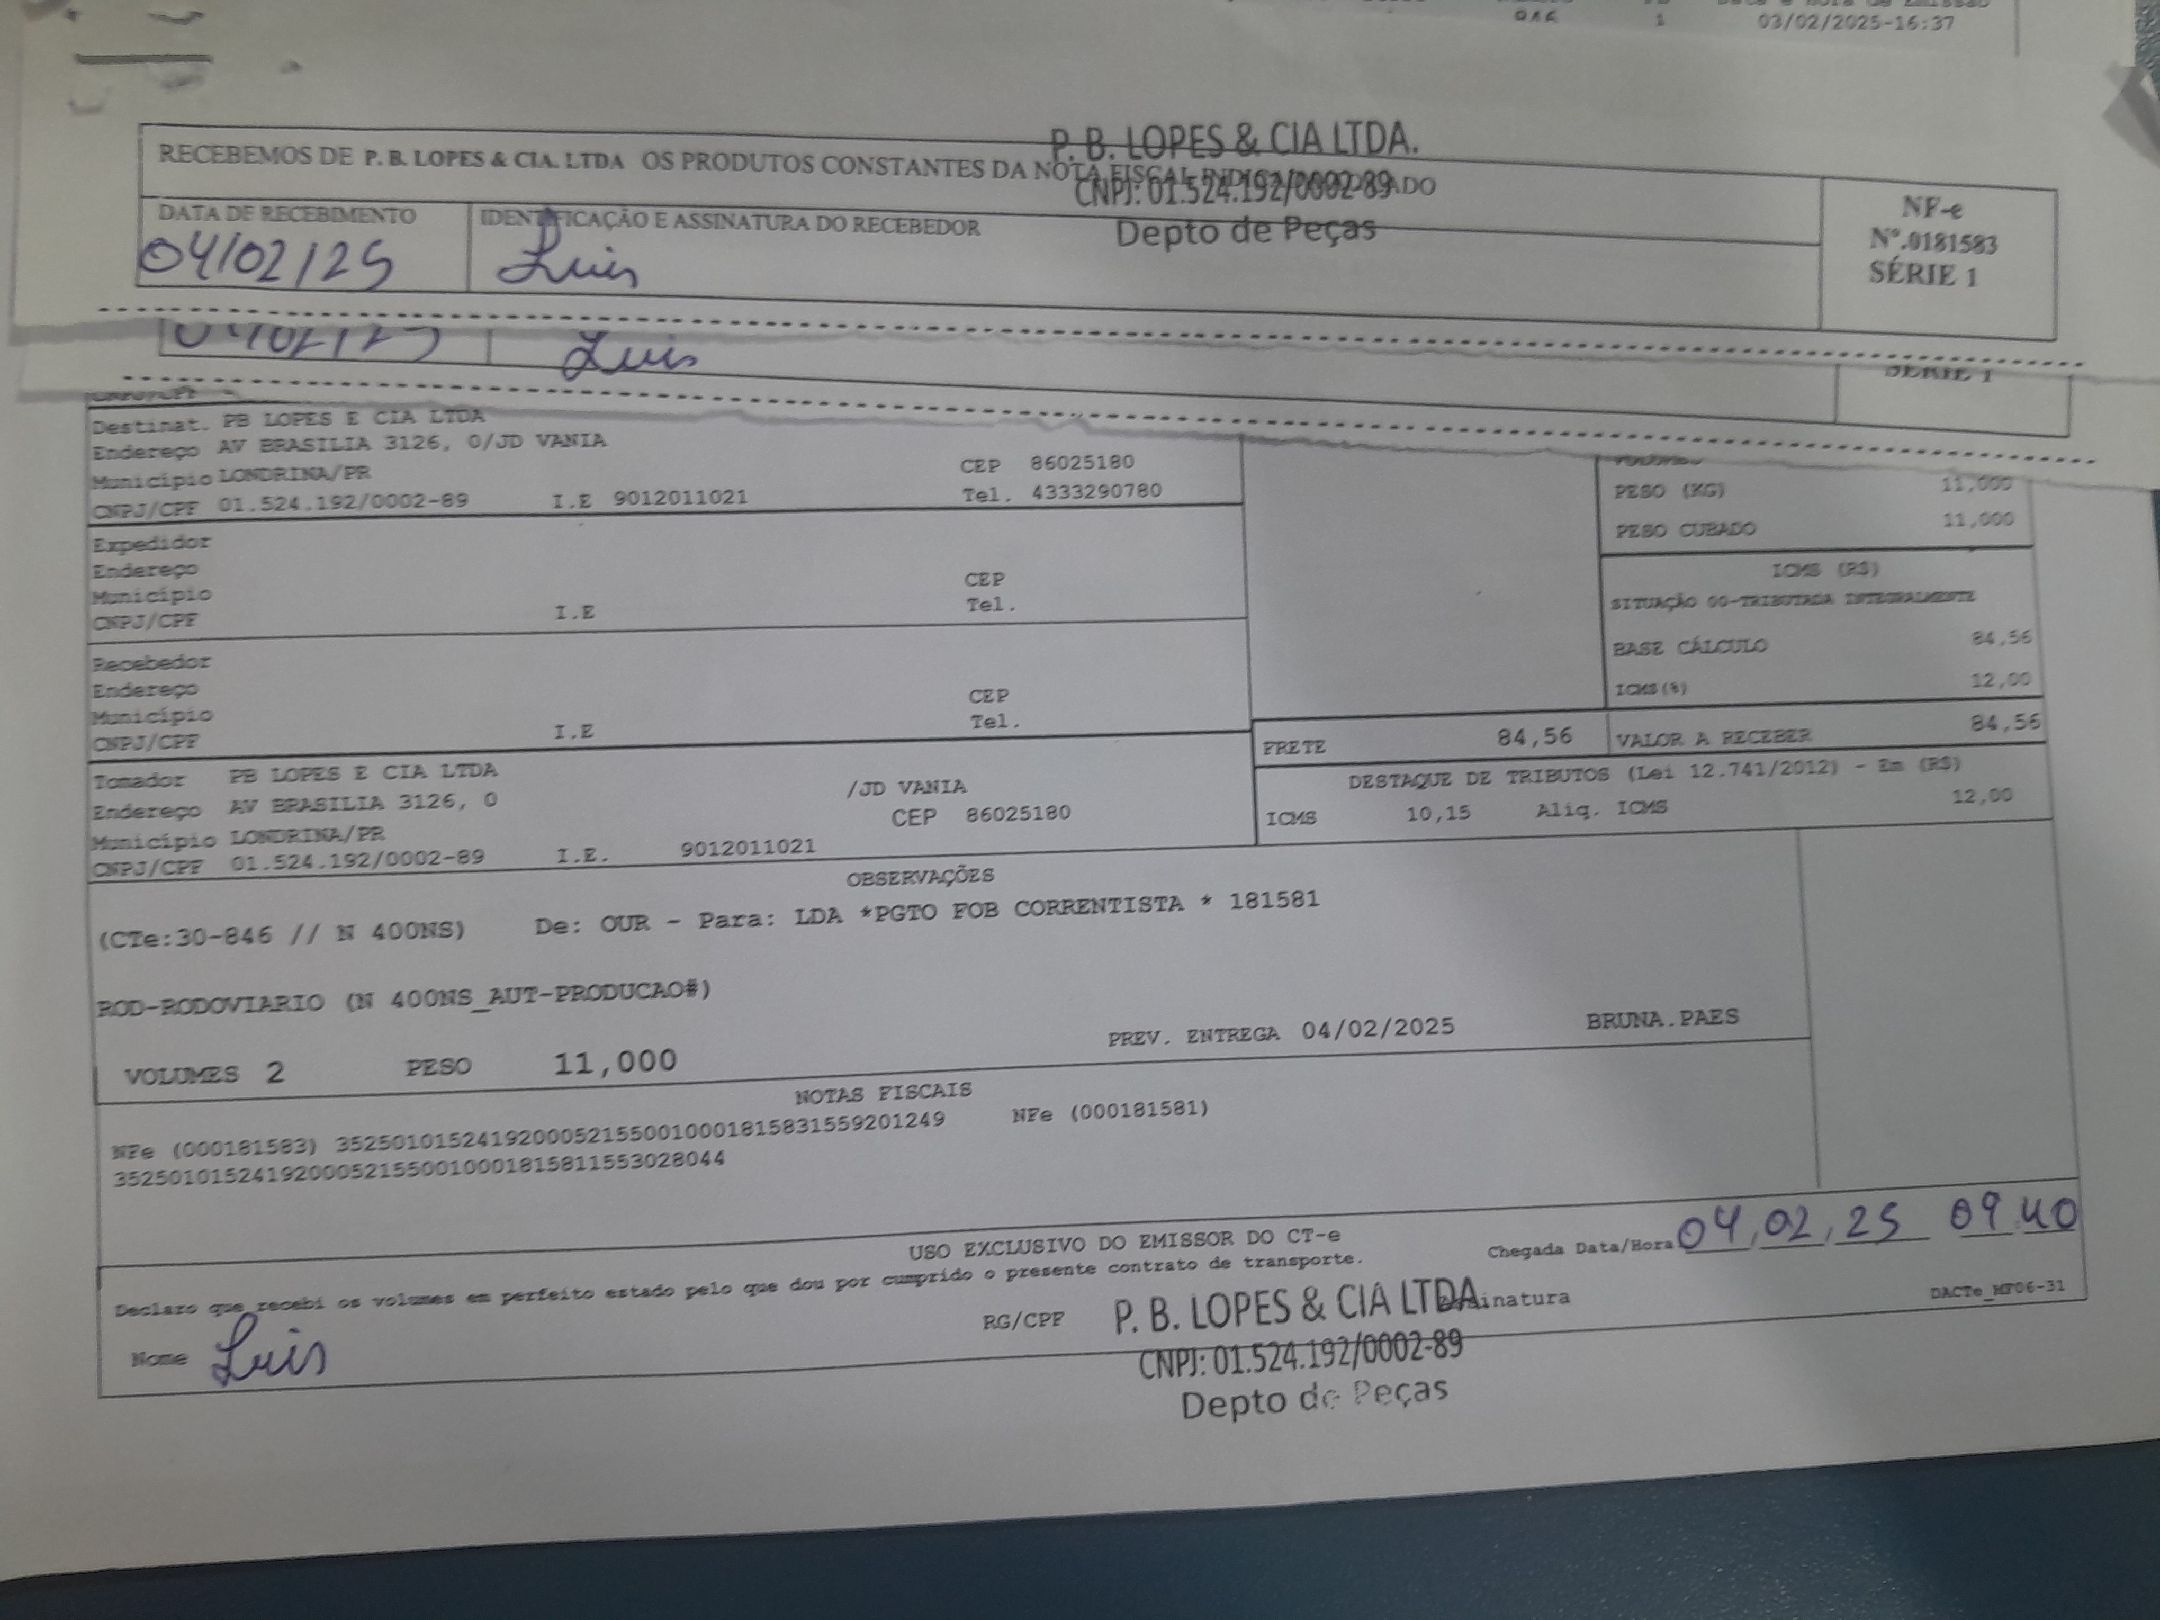 03/02/2025-16:37
P. B. LOPES & CIA LTDA.
RECEBEMOS DE P. B. LOPES & CIA. LTDA OS PRODUTOS CONSTANTES DA NOTA FISCAL
CNPJ: 01.524.192/0002-89
Depto de Peças
DATA DE RECEBIMENTO
IDENTIFICAÇÃO E ASSINATURA DO RECEBEDOR
04/02/25
Luis
NF-e
Nº.0181583
SÉRIE 1
04/02/25
Luis
SÉRIE 1
Destinat. PB LOPES E CIA LTDA
Endereço AV BRASILIA 3126, 0/JD VANIA
Município LONDRINA/PR CEP 86025180
CNPJ/CPF 01.524.192/0002-89 I.E 9012011021 Tel. 4333290780
Expedidor
Endereço
Município CEP
CNPJ/CPF I.E Tel.
Recebedor
Endereço
Município CEP
CNPJ/CPF I.E Tel.
Tomador PB LOPES E CIA LTDA
Endereço AV BRASILIA 3126, 0 /JD VANIA
Município LONDRINA/PR CEP 86025180
CNPJ/CPF 01.524.192/0002-89 I.E. 9012011021
PESO (KG) 11,000
PESO CUBADO 11,000
ICMS (R$)
SITUAÇÃO 00-TRIBUTADA INTEGRALMENTE
BASE CÁLCULO 84,56
ICMS(%) 12,00
FRETE 84,56 VALOR A RECEBER 84,56
DESTAQUE DE TRIBUTOS (Lei 12.741/2012) - Em (R$)
ICMS 10,15 Aliq. ICMS 12,00
OBSERVAÇÕES
(CTe:30-846 // N 400NS) De: OUR - Para: LDA *PGTO FOB CORRENTISTA * 181581
ROD-RODOVIARIO (N 400NS_AUT-PRODUCAO#)
PREV. ENTREGA 04/02/2025 BRUNA.PAES
VOLUMES 2 PESO 11,000
NOTAS FISCAIS
NFe (000181583) 35250101524192000521550010001815831559201249 NFe (000181581)
35250101524192000521550010001815811553028044
USO EXCLUSIVO DO EMISSOR DO CT-e
Chegada Data/Hora 04,02,25 09 40
Declaro que recebi os volumes em perfeito estado pelo que dou por cumprido o presente contrato de transporte.
DACTe_MF06-31
Nome Luis
RG/CPF
P. B. LOPES & CIA LTDA
CNPJ: 01.524.192/0002-89
Depto de Peças